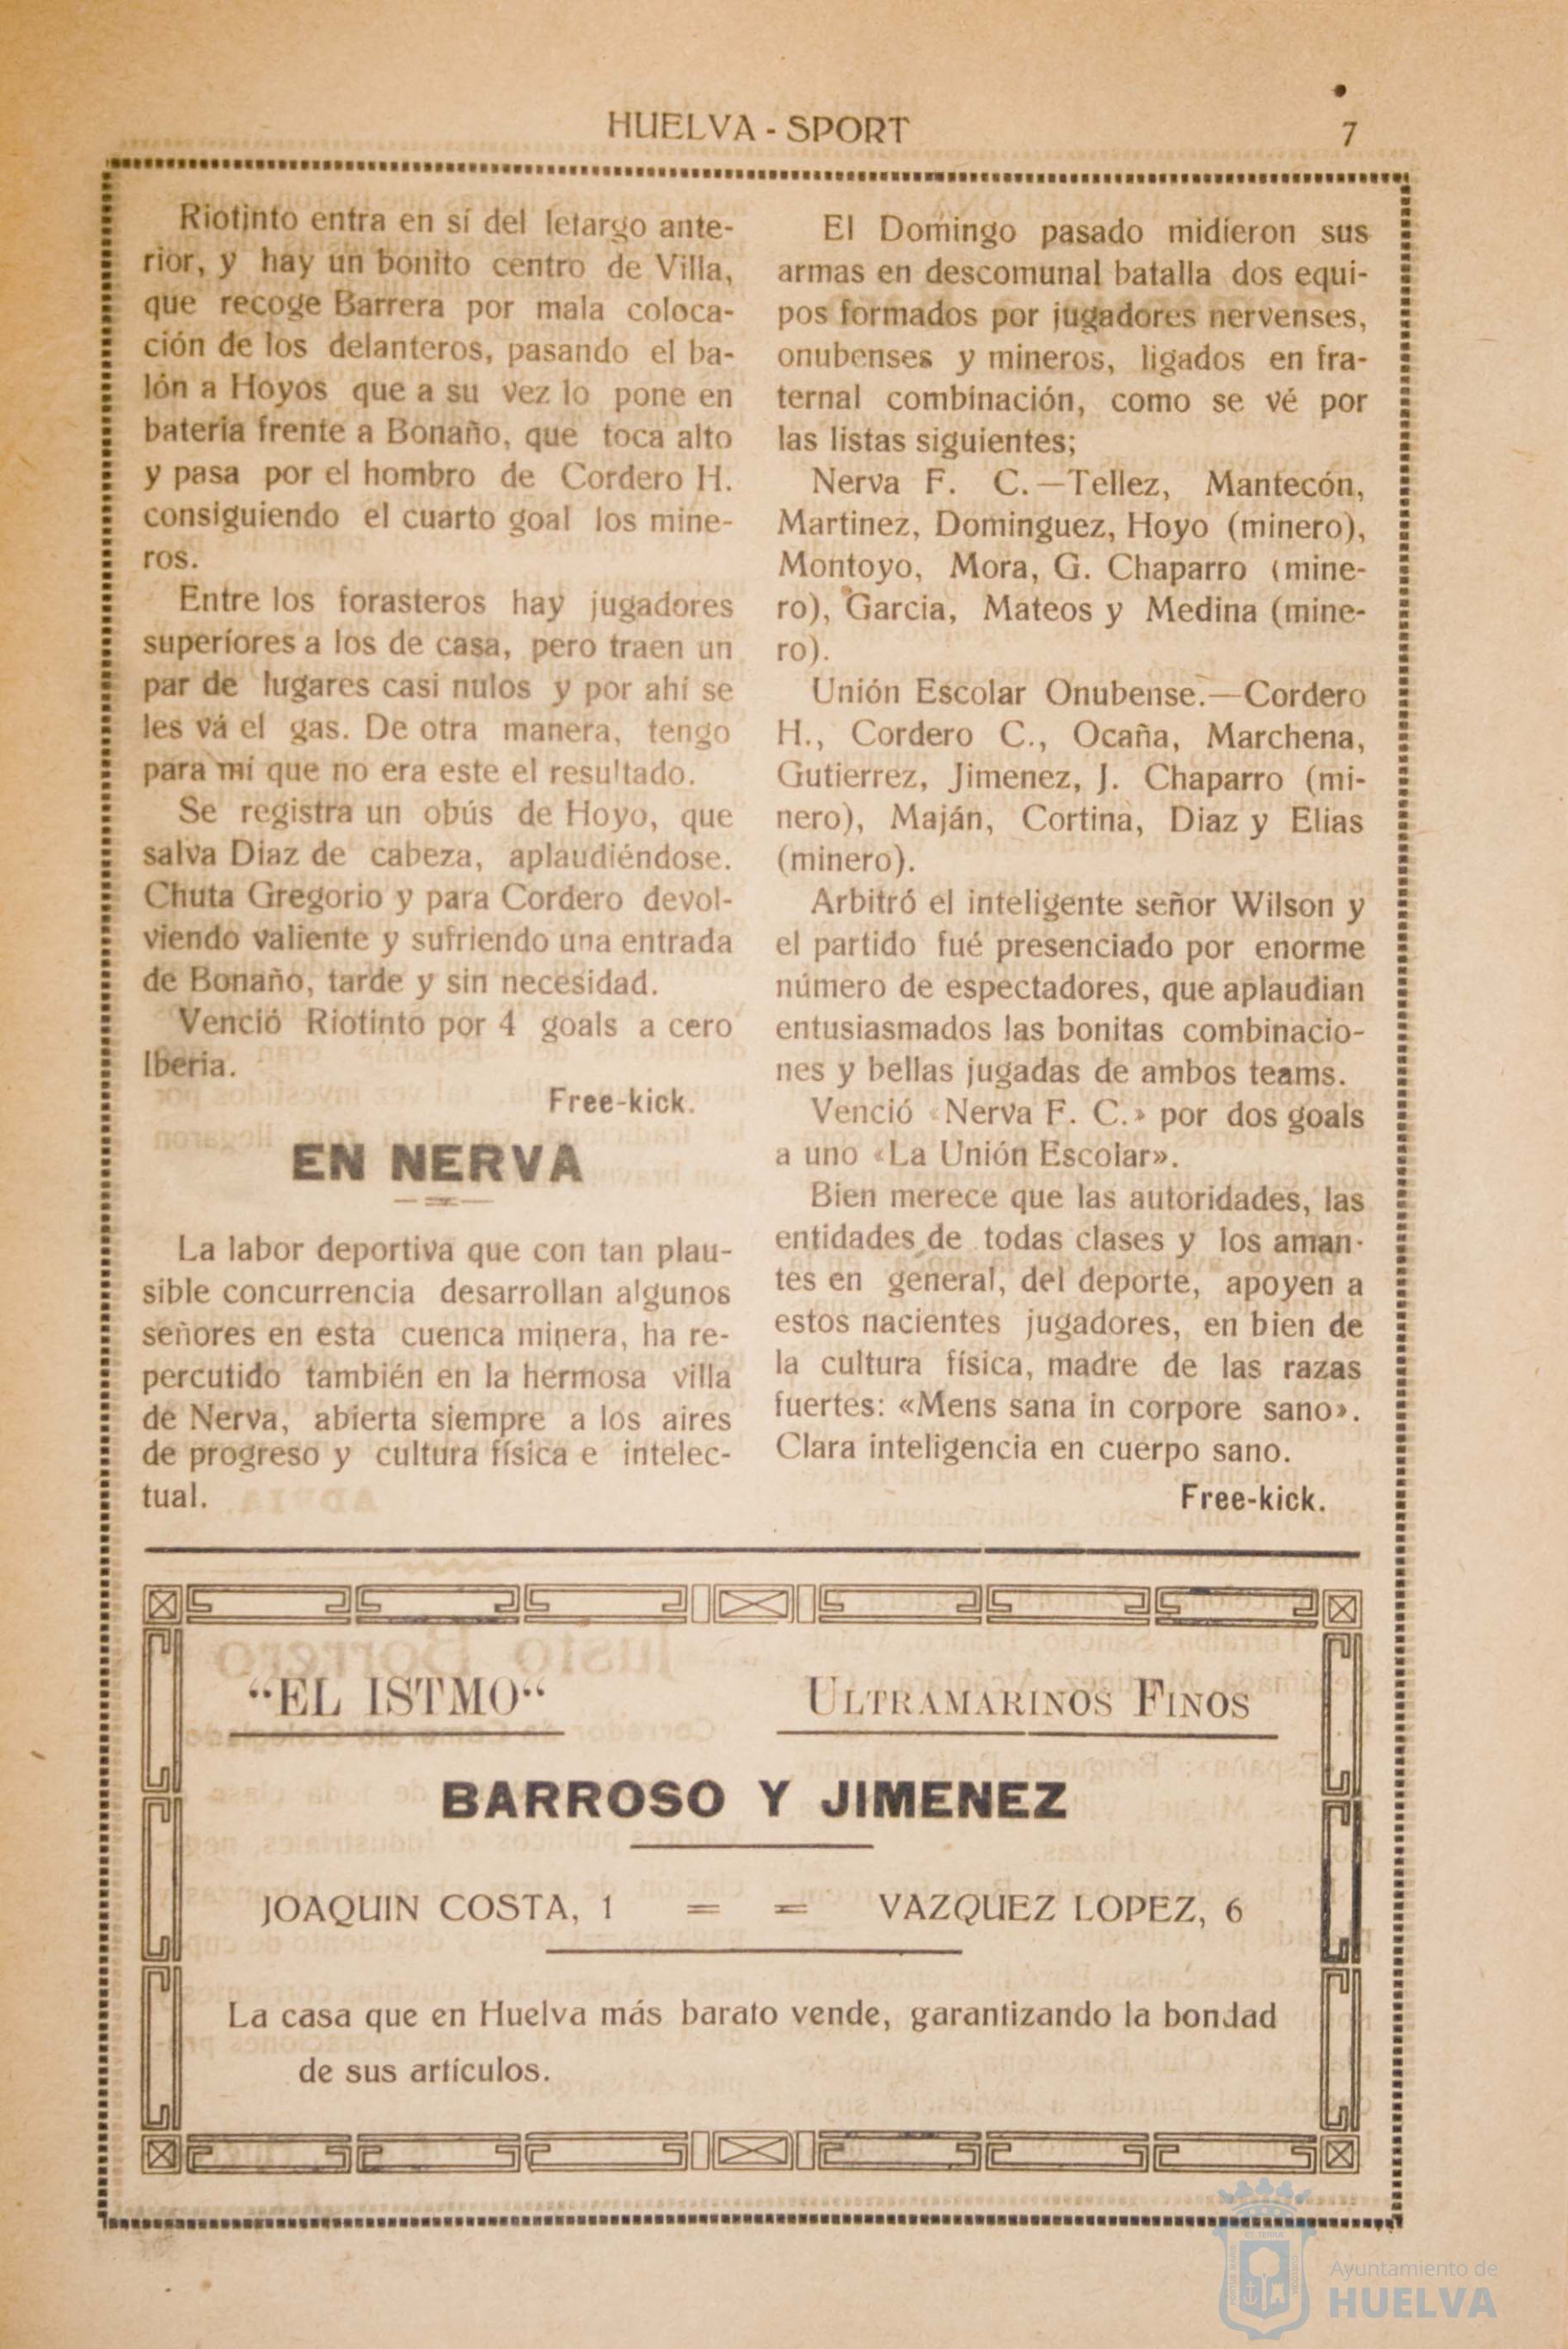 HUELVA - SPORT
7
Riotinto entra en sí del letargo ante-
rior, y hay un bonito centro de Villa,
que recoge Barrera por mala coloca-
ción de los delanteros, pasando el ba-
lón a Hoyos que a su vez lo pone en
bateria frente a Bonaño, que toca alto
y pasa por el hombro de Cordero H.
consiguiendo el cuarto goal los mine-
ros.
Entre los forasteros hay jugadores
superiores a los de casa, pero traen un
par de lugares casi nulos y por ahí se
les vá el gas. De otra manera, tengo
para mí que no era este el resultado.
Se registra un obús de Hoyo, que
salva Diaz de cabeza, aplaudiéndose.
Chuta Gregorio y para Cordero devol-
viendo valiente y sufriendo una entrada
de Bonaño, tarde y sin necesidad.
Venció Riotinto por 4 goals a cero
Iberia.
Free-kick.
EN NERVA
La labor deportiva que con tan plau-
sible concurrencia desarrollan algunos
señores en esta cuenca minera, ha re-
percutido también en la hermosa villa
de Nerva, abierta siempre a los aires
de progreso y cultura física e intelec-
tual.
El Domingo pasado midieron sus
armas en descomunal batalla dos equi-
pos formados por jugadores nervenses,
onubenses y mineros, ligados en fra-
ternal combinación, como se vé por
las listas siguientes;
Nerva F. C.—Tellez, Mantecón,
Martinez, Dominguez, Hoyo (minero),
Montoyo, Mora, G. Chaparro (mine-
ro), Garcia, Mateos y Medina (mine-
ro).
Unión Escolar Onubense.—Cordero
H., Cordero C., Ocaña, Marchena,
Gutierrez, Jimenez, J. Chaparro (mi-
nero), Maján, Cortina, Diaz y Elias
(minero).
Arbitró el inteligente señor Wilson y
el partido fué presenciado por enorme
número de espectadores, que aplaudian
entusiasmados las bonitas combinacio-
nes y bellas jugadas de ambos teams.
Venció «Nerva F. C.» por dos goals
a uno «La Unión Escolar».
Bien merece que las autoridades, las
entidades de todas clases y los aman-
tes en general, del deporte, apoyen a
estos nacientes jugadores, en bien de
la cultura física, madre de las razas
fuertes: «Mens sana in corpore sano».
Clara inteligencia en cuerpo sano.
Free-kick.
“EL ISTMO“
ULTRAMARINOS FINOS
BARROSO Y JIMENEZ
JOAQUIN COSTA, 1 = = VAZQUEZ LOPEZ, 6
La casa que en Huelva más barato vende, garantizando la bondad
de sus artículos.
Ayuntamiento de
HUELVA